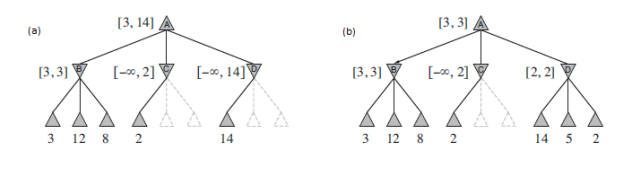 (a)
[3, 14] A
[3, 3] B [−∞, 2] C [−∞, 14] D
3 12 8 2 14
(b)
[3, 3] A
[3, 3] B [−∞, 2] C [2, 2] D
3 12 8 2 14 5 2